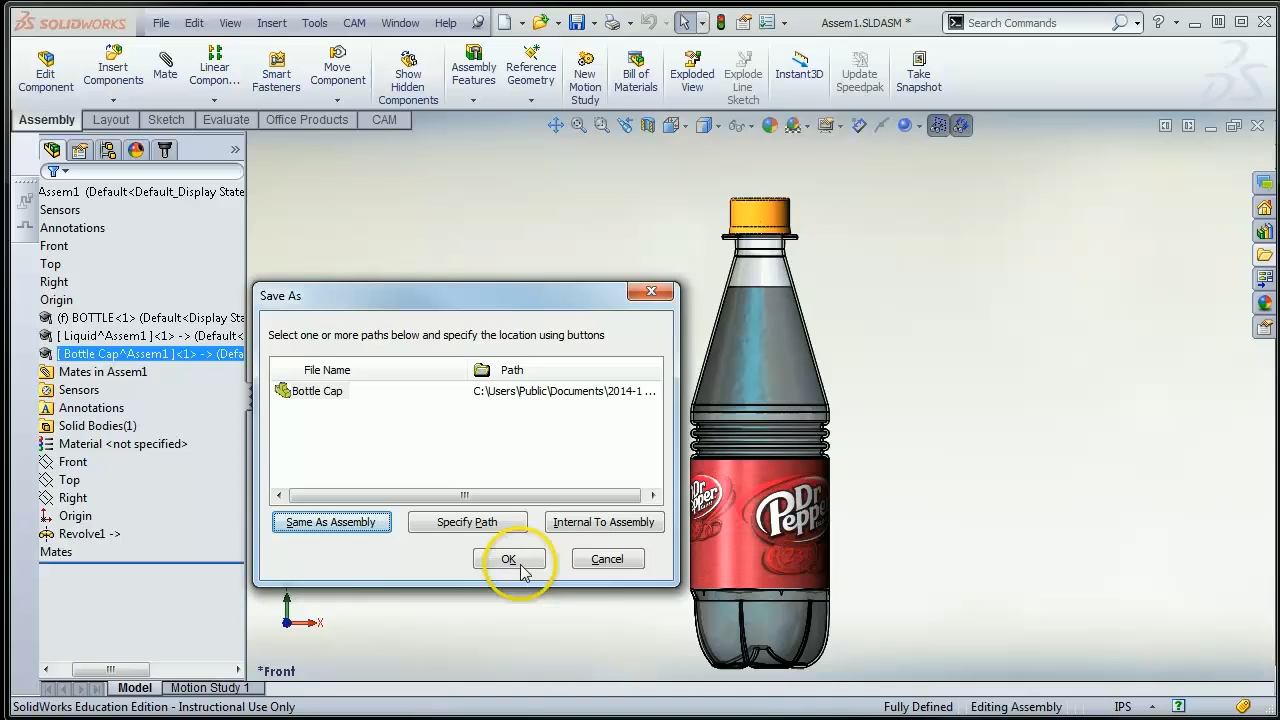 SOLIDWORKS
File Edit View Insert Tools CAM Window Help
Assem1.SLDASM *
Search Commands
Edit Component
Insert Components
Mate
Linear Compon...
Smart Fasteners
Move Component
Show Hidden Components
Assembly Features
Reference Geometry
New Motion Study
Bill of Materials
Exploded View
Explode Line Sketch
Instant3D
Update Speedpak
Take Snapshot
Assembly Layout Sketch Evaluate Office Products CAM
Assem1 (Default<Default_Display State
Sensors
Annotations
Front
Top
Right
Origin
(f) BOTTLE<1> (Default<Default_Display Sta
[ Liquid^Assem1 ]<1> -> (Defau
[ Bottle Cap^Assem1 ]<1> -> (Defa
Mates in Assem1
Sensors
Annotations
Solid Bodies(1)
Material <not specified>
Front
Top
Right
Origin
Revolve1 ->
Mates
Save As
Select one or more paths below and specify the location using buttons
File Name Path
Bottle Cap C:\Users\Public\Documents\2014-1 ...
Same As Assembly Specify Path Internal To Assembly
OK Cancel
Dr Pepper
Dr Pepper
X
*Front
Model Motion Study 1
SolidWorks Education Edition - Instructional Use Only
Fully Defined Editing Assembly IPS